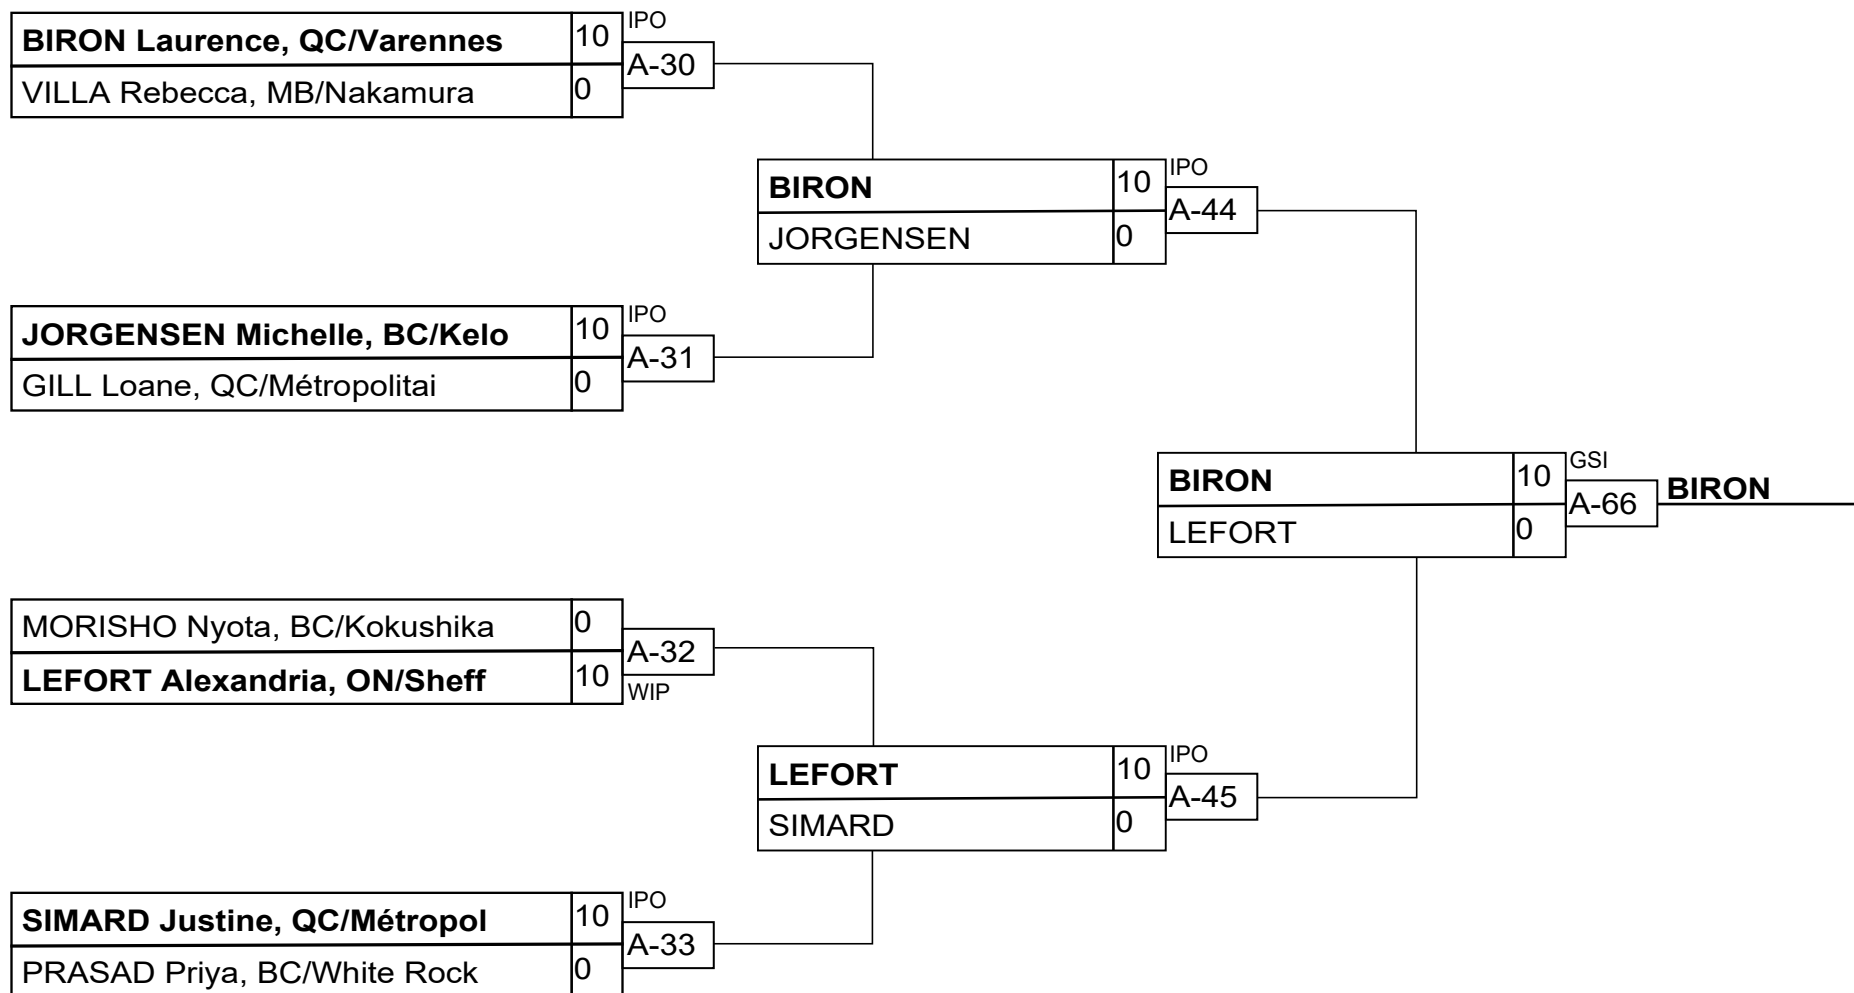 BIRON Laurence, QC/Varennes 10 IPO
A-30
VILLA Rebecca, MB/Nakamura 0
BIRON 10 IPO
A-44
JORGENSEN 0
JORGENSEN Michelle, BC/Kelo 10 IPO
A-31
GILL Loane, QC/Métropolitai 0
BIRON 10 GSI
A-66 BIRON
LEFORT 0
MORISHO Nyota, BC/Kokushika 0
A-32
LEFORT Alexandria, ON/Sheff 10 WIP
LEFORT 10 IPO
A-45
SIMARD 0
SIMARD Justine, QC/Métropol 10 IPO
A-33
PRASAD Priya, BC/White Rock 0